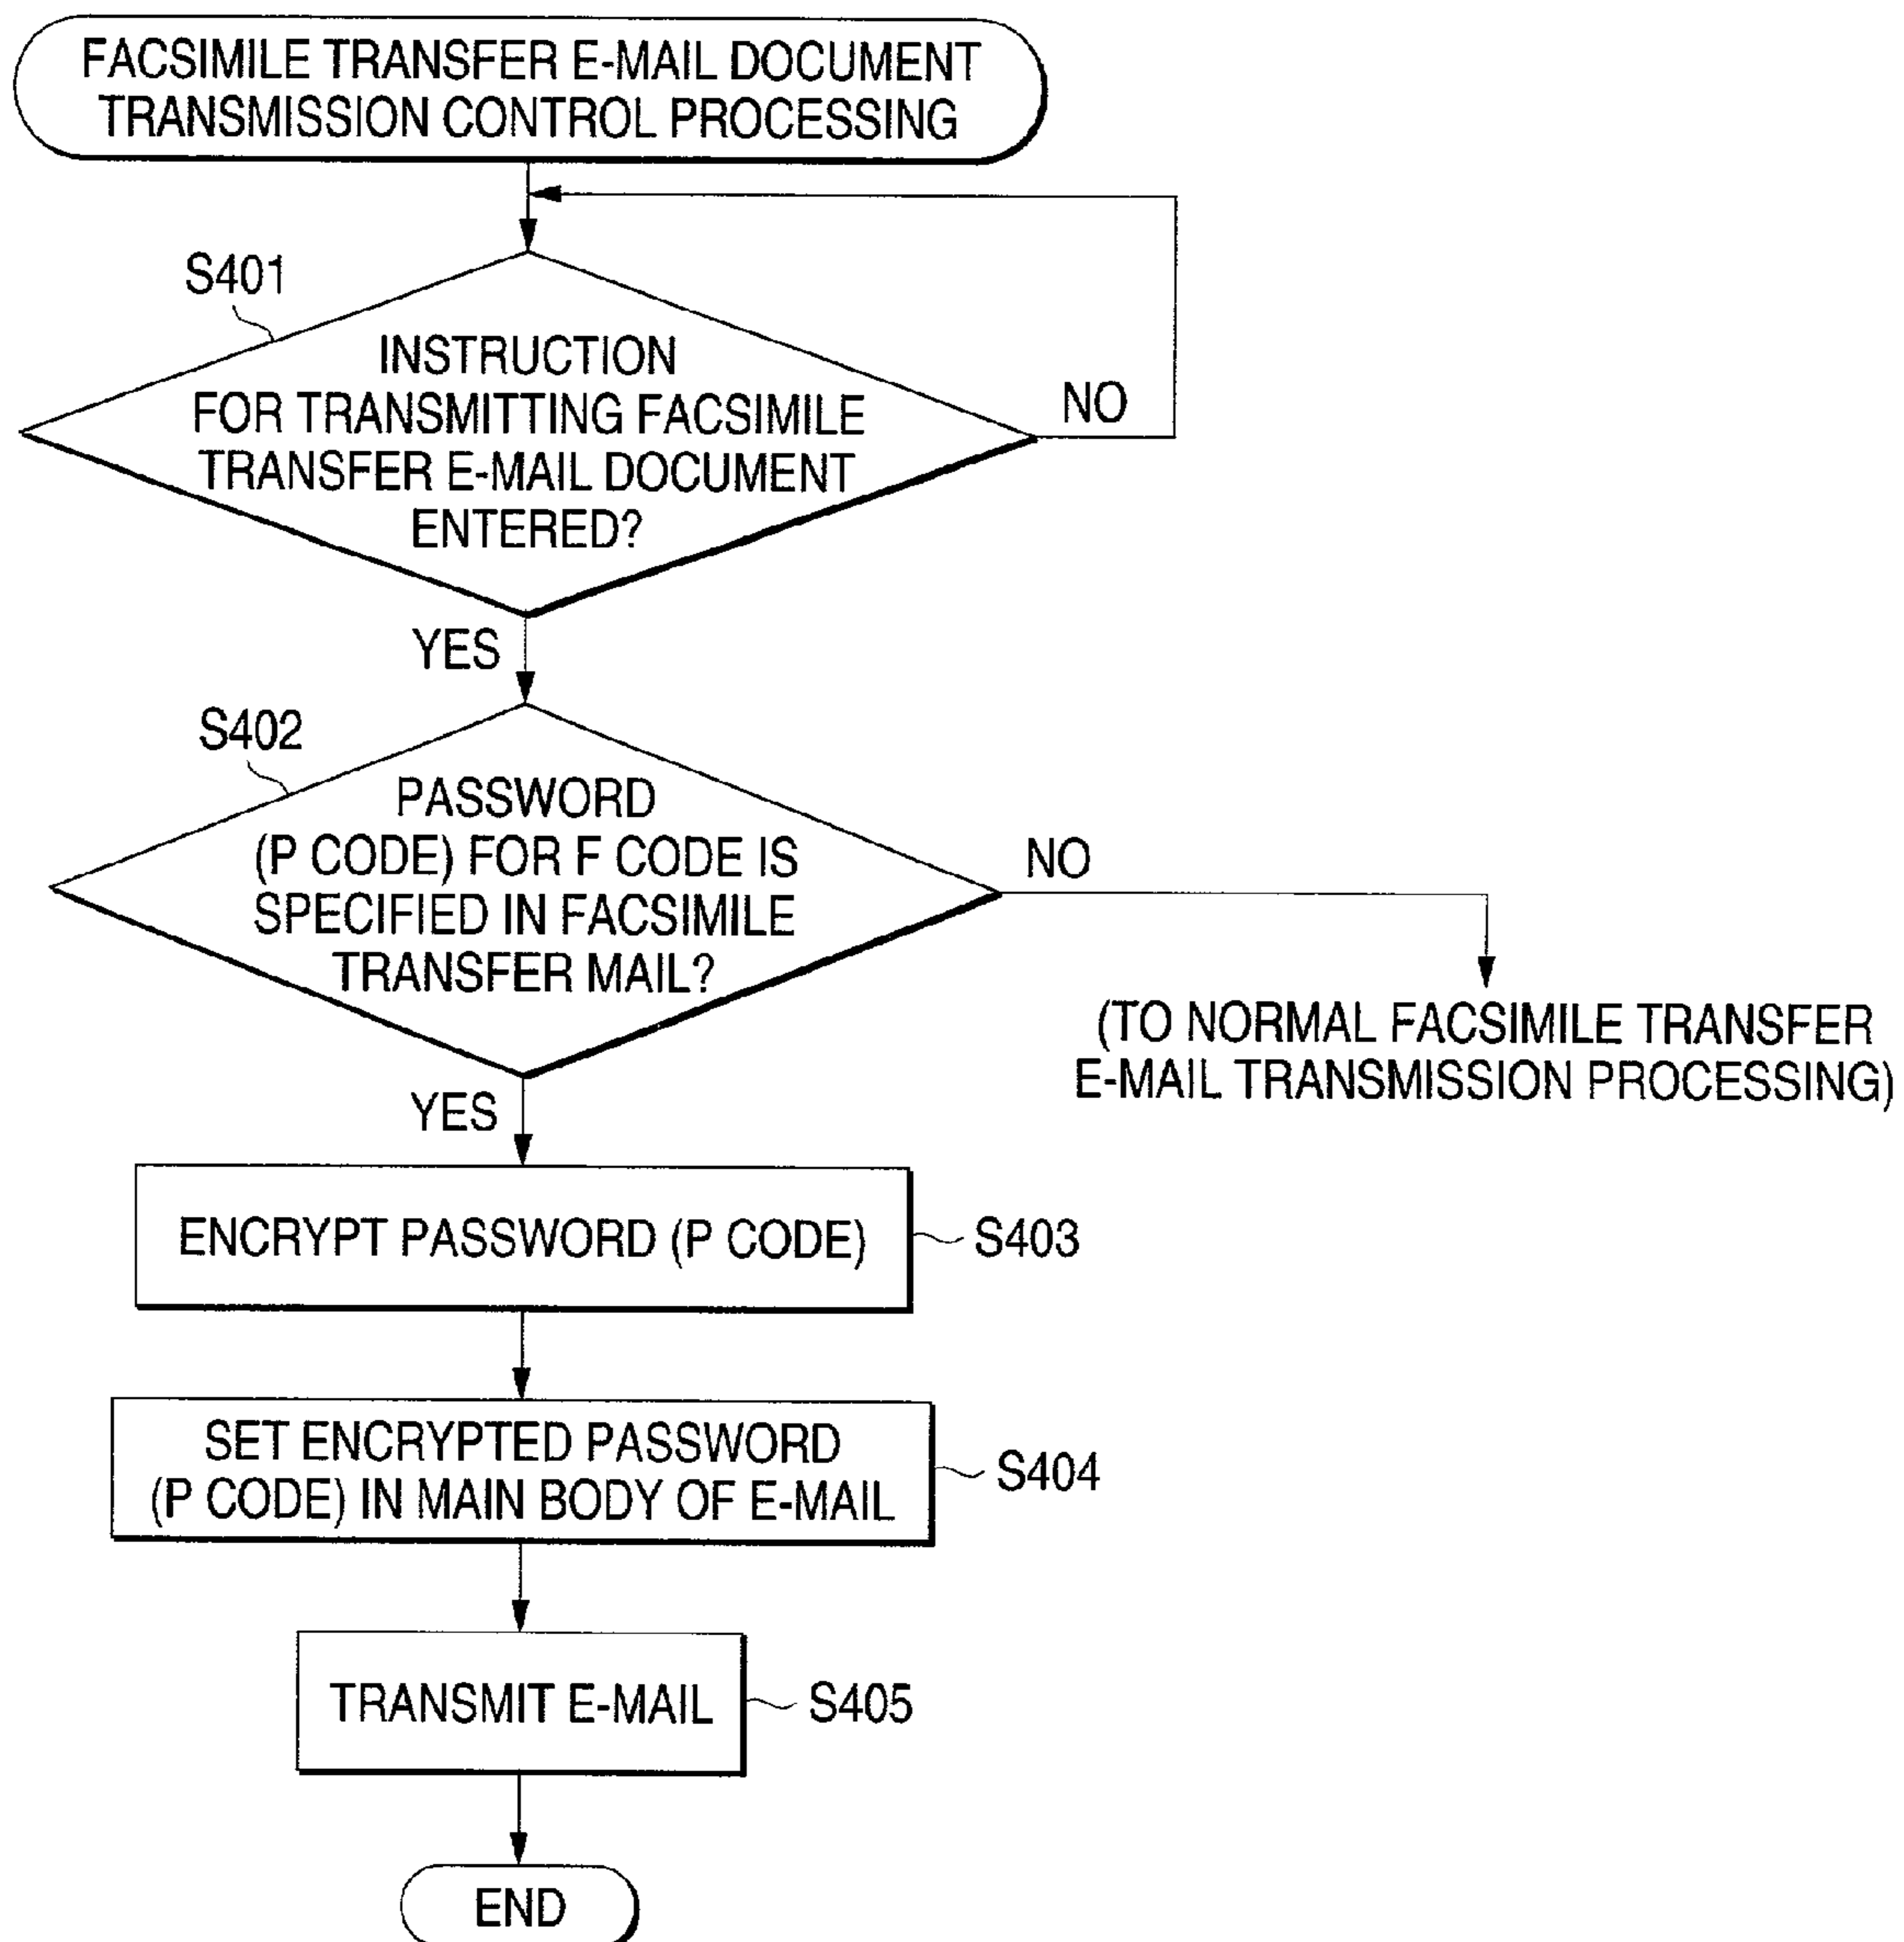 FACSIMILE TRANSFER E-MAIL DOCUMENT
TRANSMISSION CONTROL PROCESSING
S401
INSTRUCTION
FOR TRANSMITTING FACSIMILE
TRANSFER E-MAIL DOCUMENT
ENTERED?
NO
YES
S402
PASSWORD
(P CODE) FOR F CODE IS
SPECIFIED IN FACSIMILE
TRANSFER MAIL?
NO
(TO NORMAL FACSIMILE TRANSFER
E-MAIL TRANSMISSION PROCESSING)
YES
ENCRYPT PASSWORD (P CODE)
S403
SET ENCRYPTED PASSWORD
(P CODE) IN MAIN BODY OF E-MAIL
S404
TRANSMIT E-MAIL
S405
END